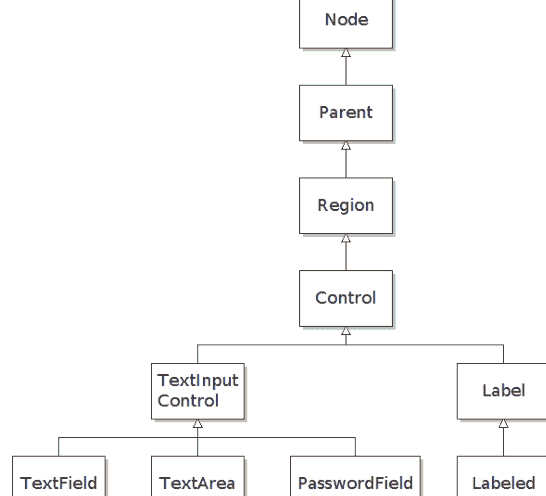 Node
Parent
Region
Control
TextInput
Control
Label
TextField
TextArea
PasswordField
Labeled